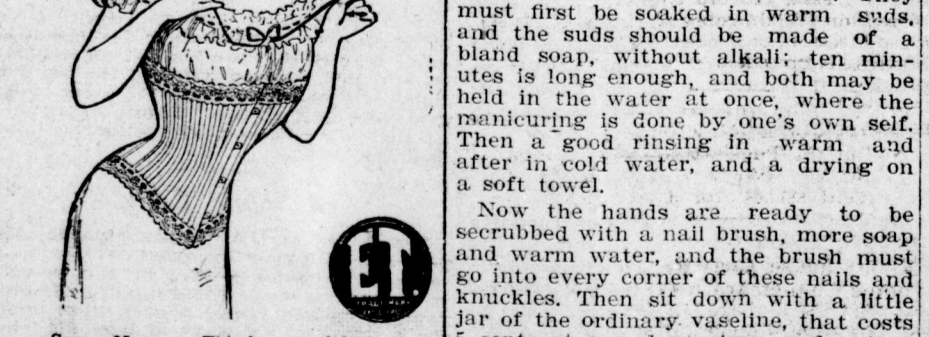 must first be soaked in warm suds,
and the suds should be made of a
bland soap, without alkali; ten min-
utes is long enough, and both may be
held in the water at once, where the
manicuring is done by one's own self.
Then a good rinsing in warm and
after in cold water, and a drying on
a soft towel.
Now the hands are ready to be
secrubbed with a nail brush, more soap
and warm water, and the brush must
go into every corner of these nails and
knuckles. Then sit down with a little
jar of the ordinary vaseline, that costs
E.T.